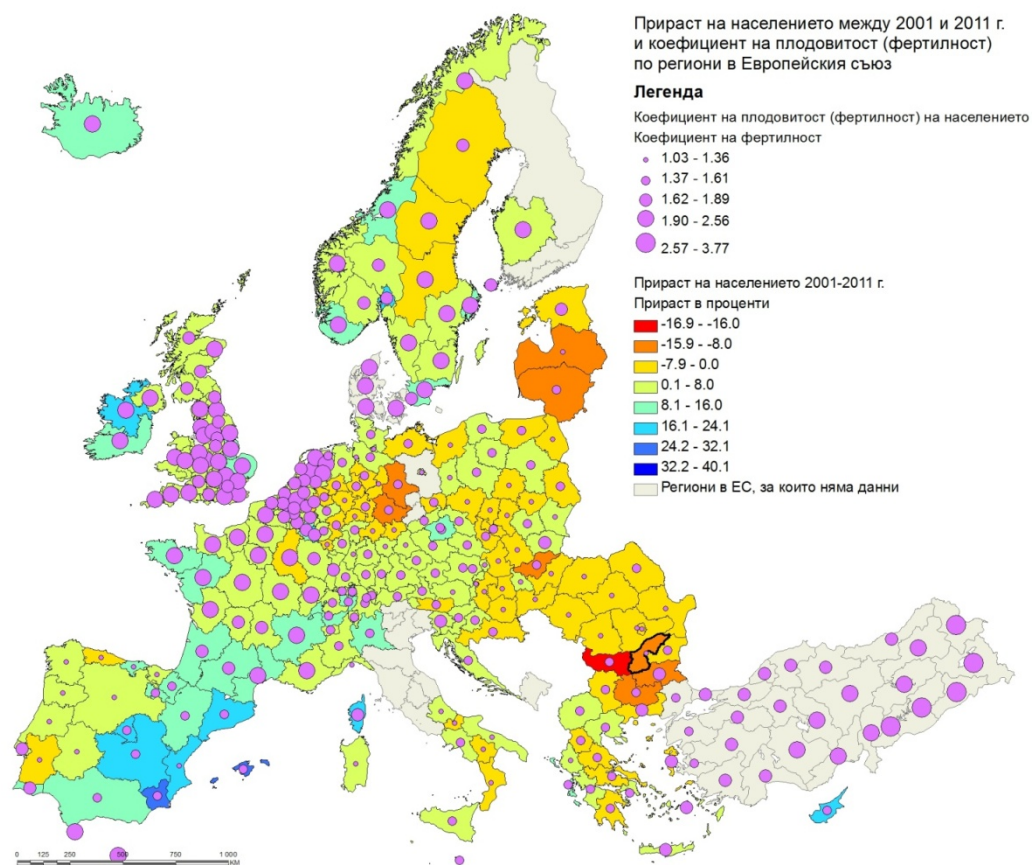 Прираст на населението между 2001 и 2011 г.
и коефициент на плодовитост (фертилност)
по региони в Европейския съюз
Легенда
Коефициент на плодовитост (фертилност) на населението
Коефициент на фертилност
1.03 - 1.36
1.37 - 1.61
1.62 - 1.89
1.90 - 2.56
2.57 - 3.77
Прираст на населението 2001-2011 г.
Прираст в проценти
-16.9 - -16.0
-15.9 - -8.0
-7.9 - 0.0
0.1 - 8.0
8.1 - 16.0
16.1 - 24.1
24.2 - 32.1
32.2 - 40.1
Региони в ЕС, за които няма данни
0 125 250 500 750 1 000
КМ